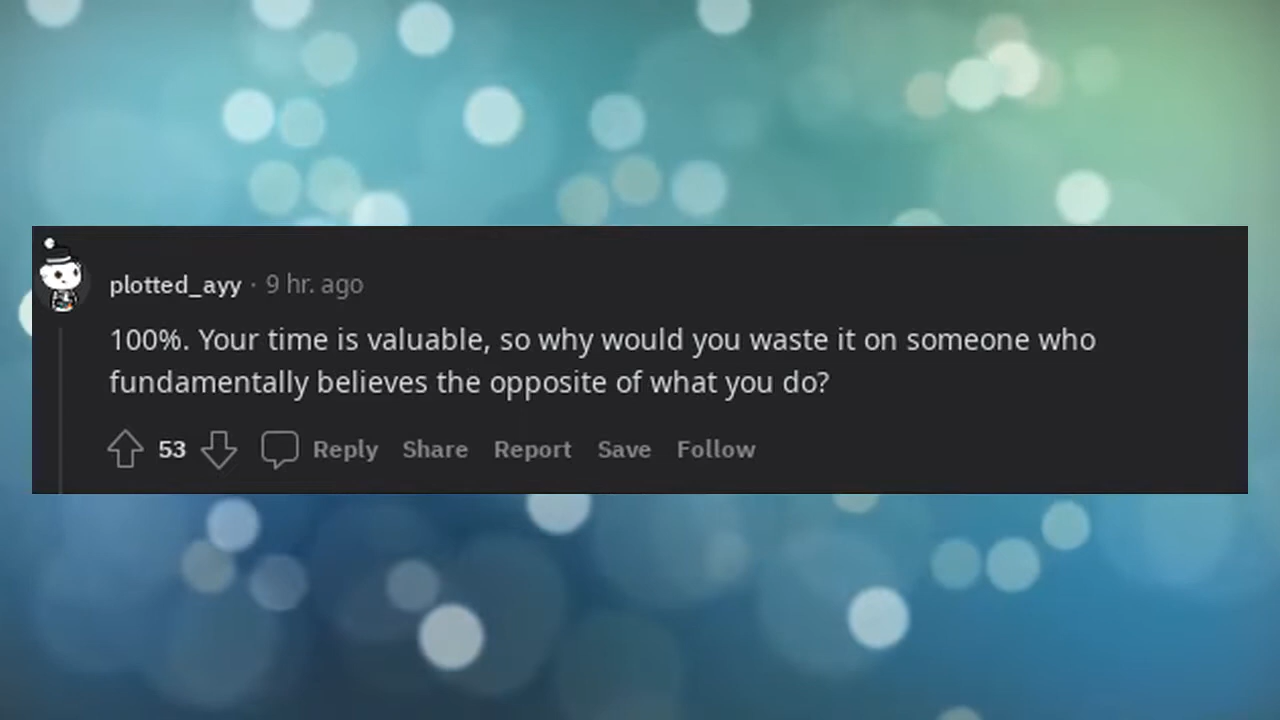 plotted_ayy · 9 hr. ago
100%. Your time is valuable, so why would you waste it on someone who
fundamentally believes the opposite of what you do?
53 Reply Share Report Save Follow